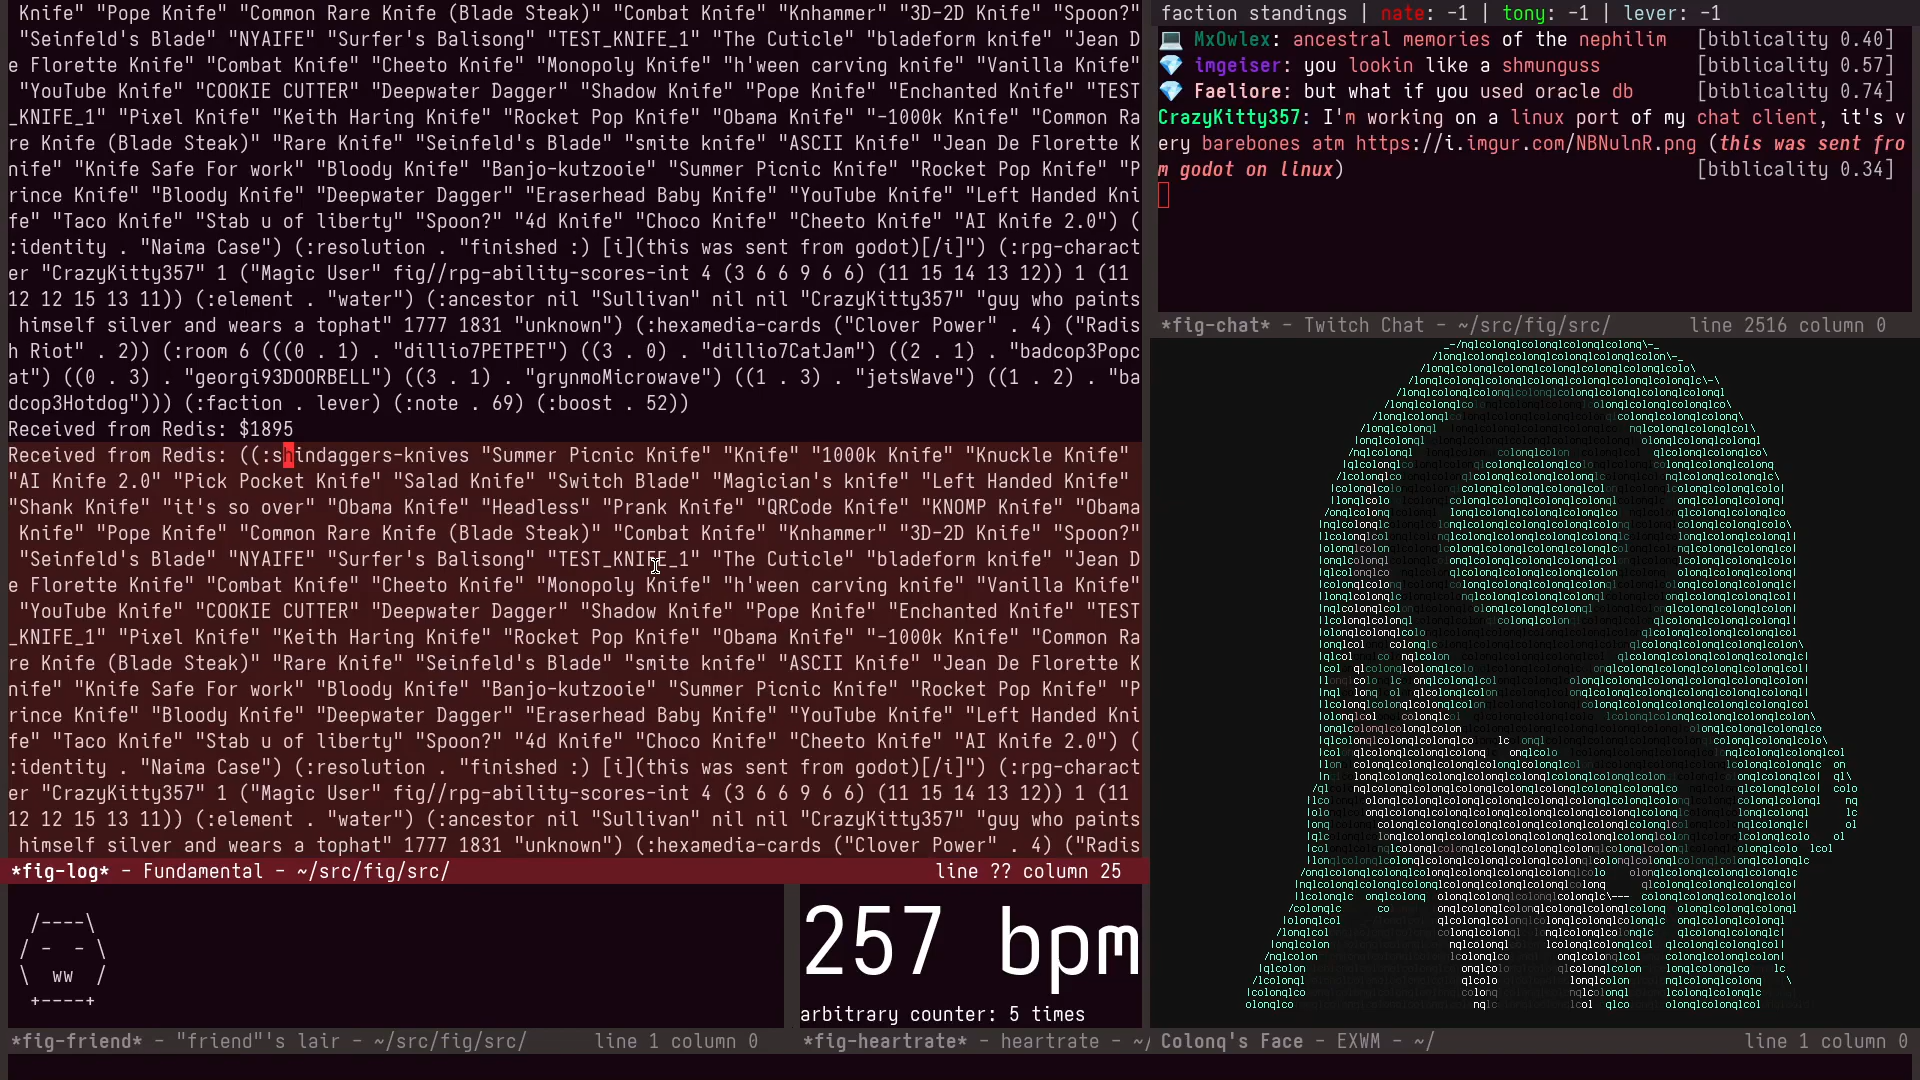 Knife" "Pope Knife" "Common Rare Knife (Blade Steak)" "Combat Knife" "Knhammer" "3D-2D Knife" "Spoon?"
"Seinfeld's Blade" "NYAIFE" "Surfer's Balisong" "TEST_KNIFE_1" "The Cuticle" "bladeform knife" "Jean D
e Florette Knife" "Combat Knife" "Cheeto Knife" "Monopoly Knife" "h'ween carving knife" "Vanilla Knife"
"YouTube Knife" "COOKIE CUTTER" "Deepwater Dagger" "Shadow Knife" "Pope Knife" "Enchanted Knife" "TEST
_KNIFE_1" "Pixel Knife" "Keith Haring Knife" "Rocket Pop Knife" "Obama Knife" "-1000k Knife" "Common Ra
re Knife (Blade Steak)" "Rare Knife" "Seinfeld's Blade" "smite knife" "ASCII Knife" "Jean De Florette K
nife" "Knife Safe For work" "Bloody Knife" "Banjo-kutzooie" "Summer Picnic Knife" "Rocket Pop Knife" "P
rince Knife" "Bloody Knife" "Deepwater Dagger" "Eraserhead Baby Knife" "YouTube Knife" "Left Handed Kni
fe" "Taco Knife" "Stab u of liberty" "Spoon?" "4d Knife" "Choco Knife" "Cheeto Knife" "AI Knife 2.0") (
:identity . "Naima Case") (:resolution . "finished :) [i](this was sent from godot)[/i]") (:rpg-charact
er "CrazyKitty357" 1 ("Magic User" fig//rpg-ability-scores-int 4 (3 6 6 9 6 6) (11 15 14 13 12)) 1 (11
12 12 15 13 11)) (:element . "water") (:ancestor nil "Sullivan" nil nil "CrazyKitty357" "guy who paints
himself silver and wears a tophat" 1777 1831 "unknown") (:hexamedia-cards ("Clover Power" . 4) ("Radis
h Riot" . 2)) (:room 6 (((0 . 1) . "dillio7PETPET") ((3 . 0) . "dillio7CatJam") ((2 . 1) . "badcop3Popc
at") ((0 . 3) . "georgi93DOORBELL") ((3 . 1) . "grynmoMicrowave") ((1 . 3) . "jetsWave") ((1 . 2) . "ba
dcop3Hotdog"))) (:faction . lever) (:note . 69) (:boost . 52))
Received from Redis: $1895
Received from Redis: ((:shindaggers-knives "Summer Picnic Knife" "Knife" "1000k Knife" "Knuckle Knife"
"AI Knife 2.0" "Pick Pocket Knife" "Salad Knife" "Switch Blade" "Magician's knife" "Left Handed Knife"
"Shank Knife" "it's so over" "Obama Knife" "Headless" "Prank Knife" "QRCode Knife" "KNOMP Knife" "Obama
Knife" "Pope Knife" "Common Rare Knife (Blade Steak)" "Combat Knife" "Knhammer" "3D-2D Knife" "Spoon?"
"Seinfeld's Blade" "NYAIFE" "Surfer's Balisong" "TEST_KNIFE_1" "The Cuticle" "bladeform knife" "Jean D
e Florette Knife" "Combat Knife" "Cheeto Knife" "Monopoly Knife" "h'ween carving knife" "Vanilla Knife"
"YouTube Knife" "COOKIE CUTTER" "Deepwater Dagger" "Shadow Knife" "Pope Knife" "Enchanted Knife" "TEST
_KNIFE_1" "Pixel Knife" "Keith Haring Knife" "Rocket Pop Knife" "Obama Knife" "-1000k Knife" "Common Ra
re Knife (Blade Steak)" "Rare Knife" "Seinfeld's Blade" "smite knife" "ASCII Knife" "Jean De Florette K
nife" "Knife Safe For work" "Bloody Knife" "Banjo-kutzooie" "Summer Picnic Knife" "Rocket Pop Knife" "P
rince Knife" "Bloody Knife" "Deepwater Dagger" "Eraserhead Baby Knife" "YouTube Knife" "Left Handed Kni
fe" "Taco Knife" "Stab u of liberty" "Spoon?" "4d Knife" "Choco Knife" "Cheeto Knife" "AI Knife 2.0") (
:identity . "Naima Case") (:resolution . "finished :) [i](this was sent from godot)[/i]") (:rpg-charact
er "CrazyKitty357" 1 ("Magic User" fig//rpg-ability-scores-int 4 (3 6 6 9 6 6) (11 15 14 13 12)) 1 (11
12 12 15 13 11)) (:element . "water") (:ancestor nil "Sullivan" nil nil "CrazyKitty357" "guy who paints
himself silver and wears a tophat" 1777 1831 "unknown") (:hexamedia-cards ("Clover Power" . 4) ("Radis
*fig-log* - Fundamental - ~/src/fig/src/ line ?? column 25
/----\
/ -  - \
\  ww  /
+----+
*fig-friend* - "friend"'s lair - ~/src/fig/src/ line 1 column 0
257 bpm
arbitrary counter: 5 times
*fig-heartrate* - heartrate - ~/
faction standings | nate: -1 | tony: -1 | lever: -1
MxOwlex: ancestral memories of the nephilim [biblicality 0.40]
imgeiser: you lookin like a shmunguss [biblicality 0.57]
Faeliore: but what if you used oracle db [biblicality 0.74]
CrazyKitty357: I'm working on a linux port of my chat client, it's v
ery barebones atm https://i.imgur.com/NBNulnR.png (this was sent fro
m godot on linux) [biblicality 0.34]
*fig-chat* - Twitch Chat - ~/src/fig/src/ line 2516 column 0
Colonq's Face - EXWM - ~/ line 1 column 0